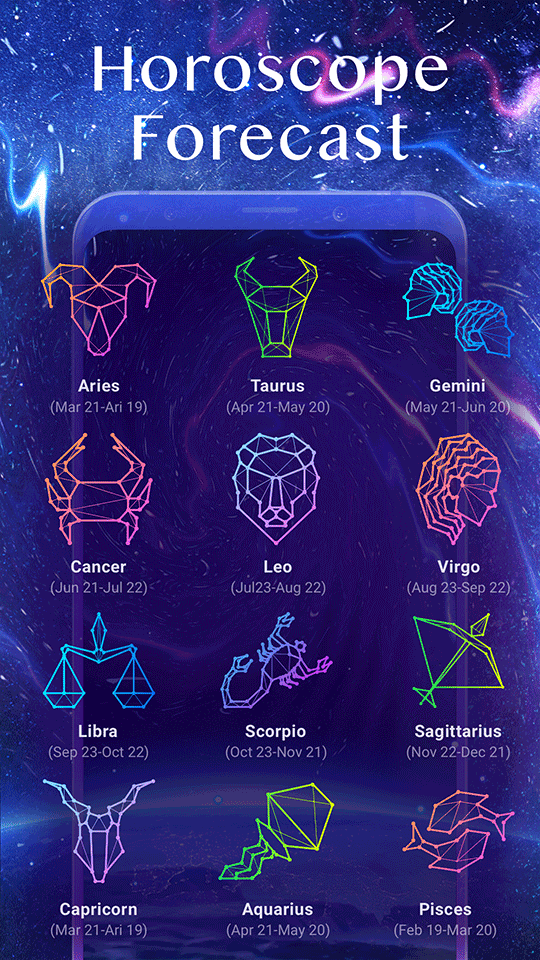 Horoscope
Forecast
Aries Taurus Gemini
(Mar 21-Ari 19) (Apr 21-May 20) (May 21-Jun 20)
Cancer Leo Virgo
(Jun 21-Jul 22) (Jul23-Aug 22) (Aug 23-Sep 22)
Libra Scorpio Sagittarius
(Sep 23-Oct 22) (Oct 23-Nov 21) (Nov 22-Dec 21)
Capricorn Aquarius Pisces
(Mar 21-Ari 19) (Apr 21-May 20) (Feb 19-Mar 20)